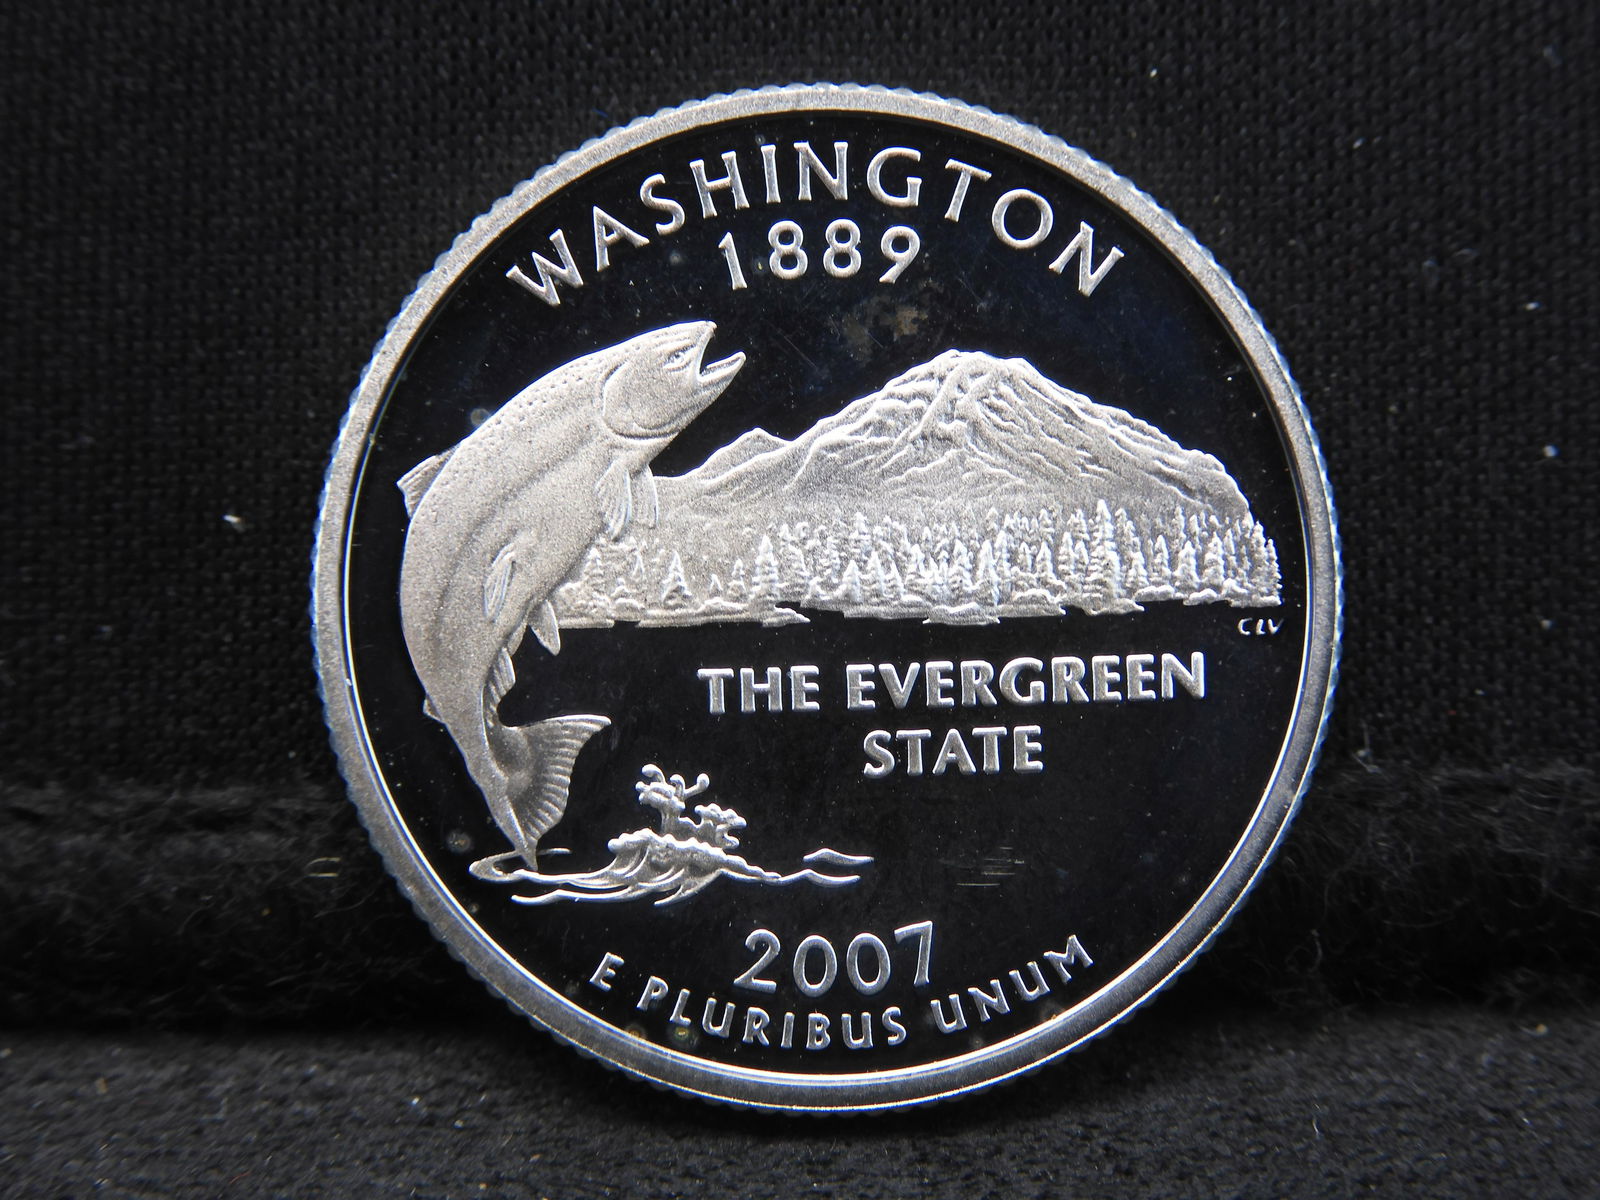 WASHINGTON
1889
CLV
THE EVERGREEN
STATE
2007
E PLURIBUS UNUM